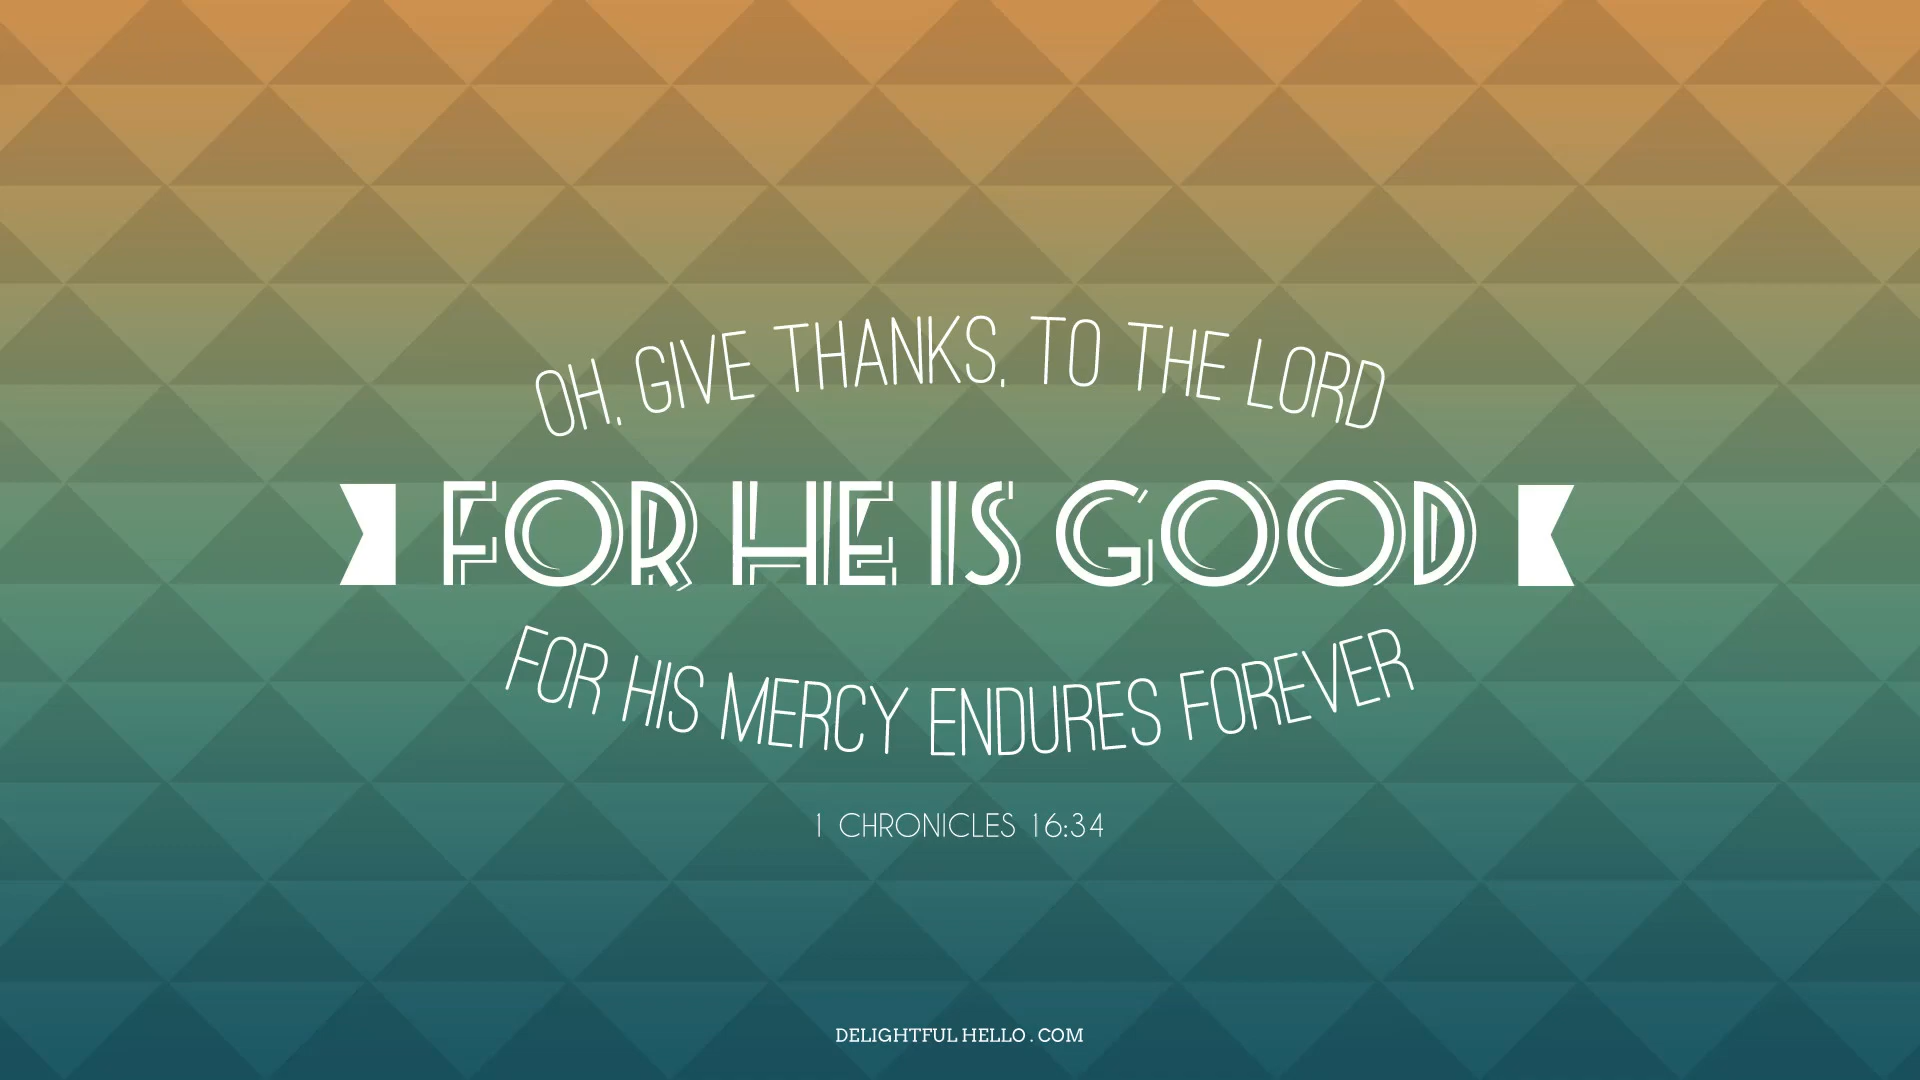 OH, GIVE THANKS, TO THE LORD
FOR HE IS GOOD
FOR HIS MERCY ENDURES FOREVER
1 CHRONICLES 16:34
DELIGHTFUL HELLO . COM